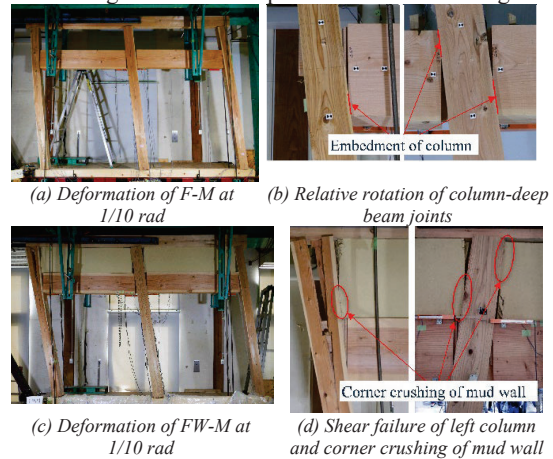 Embedment of column
(a) Deformation of F-M at
1/10 rad
(b) Relative rotation of column-deep
beam joints
Corner crushing of mud wall
(c) Deformation of FW-M at
1/10 rad
(d) Shear failure of left column
and corner crushing of mud wall